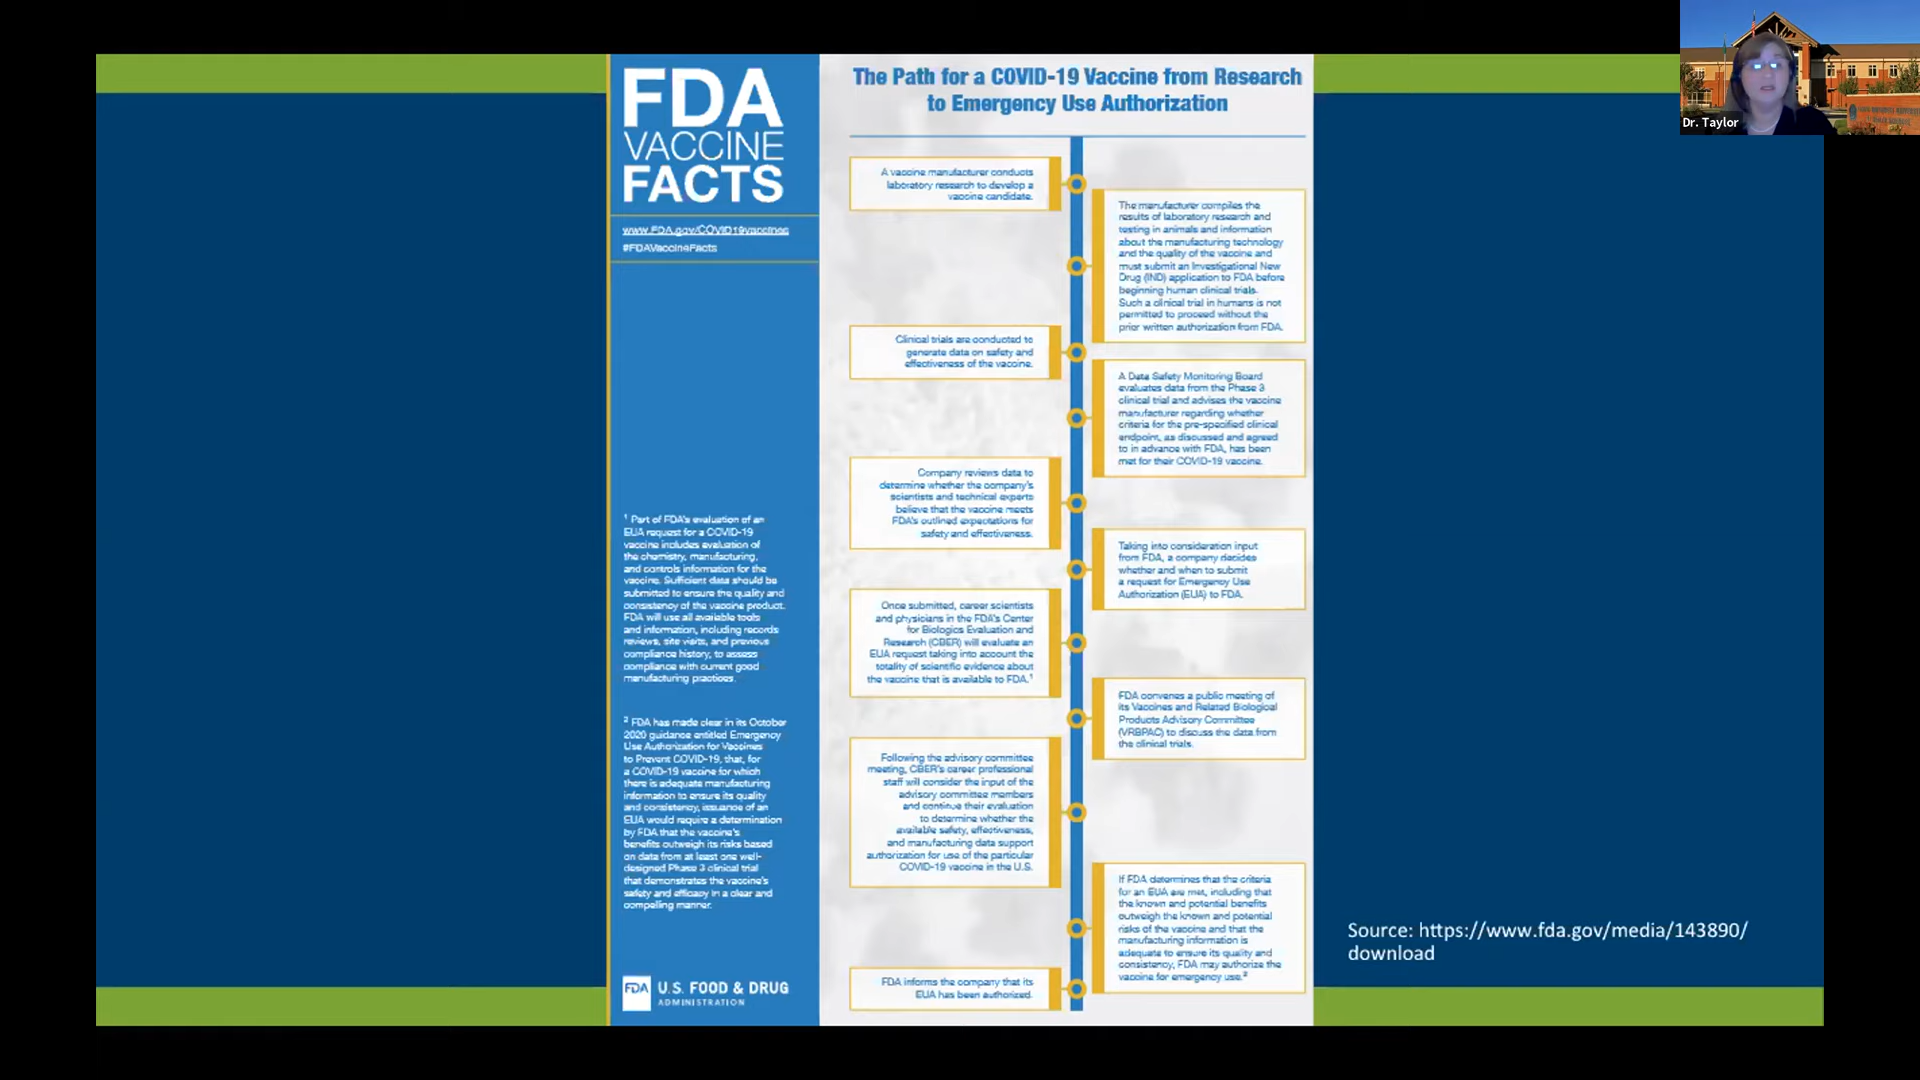 FDA
VACCINE
FACTS
www.FDA.gov/COVID19vaccines
#FDAVaccineFacts
¹ Part of FDA's evaluation of an
EUA request for a COVID-19
vaccine includes evaluation of
the chemistry, manufacturing,
and controls information for the
vaccine. Sufficient data should be
submitted to ensure the quality and
consistency of the vaccine product.
FDA will use all available tools
and information, including records
reviews, site visits, and previous
compliance history, to assess
compliance with current good
manufacturing practices.
² FDA has made clear in its October
2020 guidance entitled Emergency
Use Authorization for Vaccines
to Prevent COVID-19, that, for
a COVID-19 vaccine for which
there is adequate manufacturing
information to ensure its quality
and consistency, issuance of an
EUA would require a determination
by FDA that the vaccine's
benefits outweigh its risks based
on data from at least one well-
designed Phase 3 clinical trial
that demonstrates the vaccine's
safety and efficacy in a clear and
compelling manner.
FDA U.S. FOOD & DRUG
ADMINISTRATION
The Path for a COVID-19 Vaccine from Research
to Emergency Use Authorization
A vaccine manufacturer conducts
laboratory research to develop a
vaccine candidate.
The manufacturer compiles the
results of laboratory research and
testing in animals and information
about the manufacturing technology
and the quality of the vaccine and
must submit an Investigational New
Drug (IND) application to FDA before
beginning human clinical trials.
Such a clinical trial in humans is not
permitted to proceed without the
prior written authorization from FDA.
Clinical trials are conducted to
generate data on safety and
effectiveness of the vaccine.
A Data Safety Monitoring Board
evaluates data from the Phase 3
clinical trial and advises the vaccine
manufacturer regarding whether
criteria for the pre-specified clinical
endpoint, as discussed and agreed
to in advance with FDA, has been
met for their COVID-19 vaccine.
Company reviews data to
determine whether the company's
scientists and technical experts
believe that the vaccine meets
FDA's outlined expectations for
safety and effectiveness.
Taking into consideration input
from FDA, a company decides
whether and when to submit
a request for Emergency Use
Authorization (EUA) to FDA.
Once submitted, career scientists
and physicians in the FDA's Center
for Biologics Evaluation and
Research (CBER) will evaluate an
EUA request taking into account the
totality of scientific evidence about
the vaccine that is available to FDA.¹
FDA convenes a public meeting of
its Vaccines and Related Biological
Products Advisory Committee
(VRBPAC) to discuss the data from
the clinical trials.
Following the advisory committee
meeting, CBER's career professional
staff will consider the input of the
advisory committee members
and continue their evaluation
to determine whether the
available safety, effectiveness,
and manufacturing data support
authorization for use of the particular
COVID-19 vaccine in the U.S.
If FDA determines that the criteria
for an EUA are met, including that
the known and potential benefits
outweigh the known and potential
risks of the vaccine and that the
manufacturing information is
adequate to ensure its quality and
consistency, FDA may authorize the
vaccine for emergency use.²
FDA informs the company that its
EUA has been authorized.
Source: https://www.fda.gov/media/143890/
download
Dr. Taylor